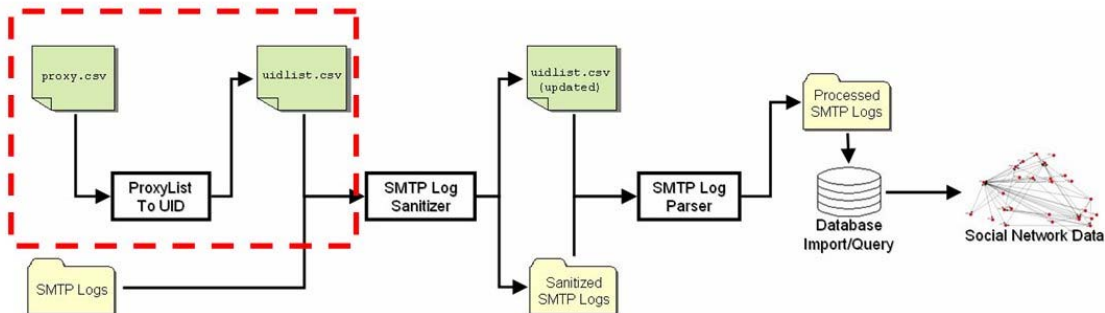 proxy.csv
uidlist.csv
ProxyList
To UID
SMTP Logs
SMTP Log
Sanitizer
uidlist.csv
(updated)
Sanitized
SMTP Logs
SMTP Log
Parser
Processed
SMTP Logs
Database
Import/Query
Social Network Data